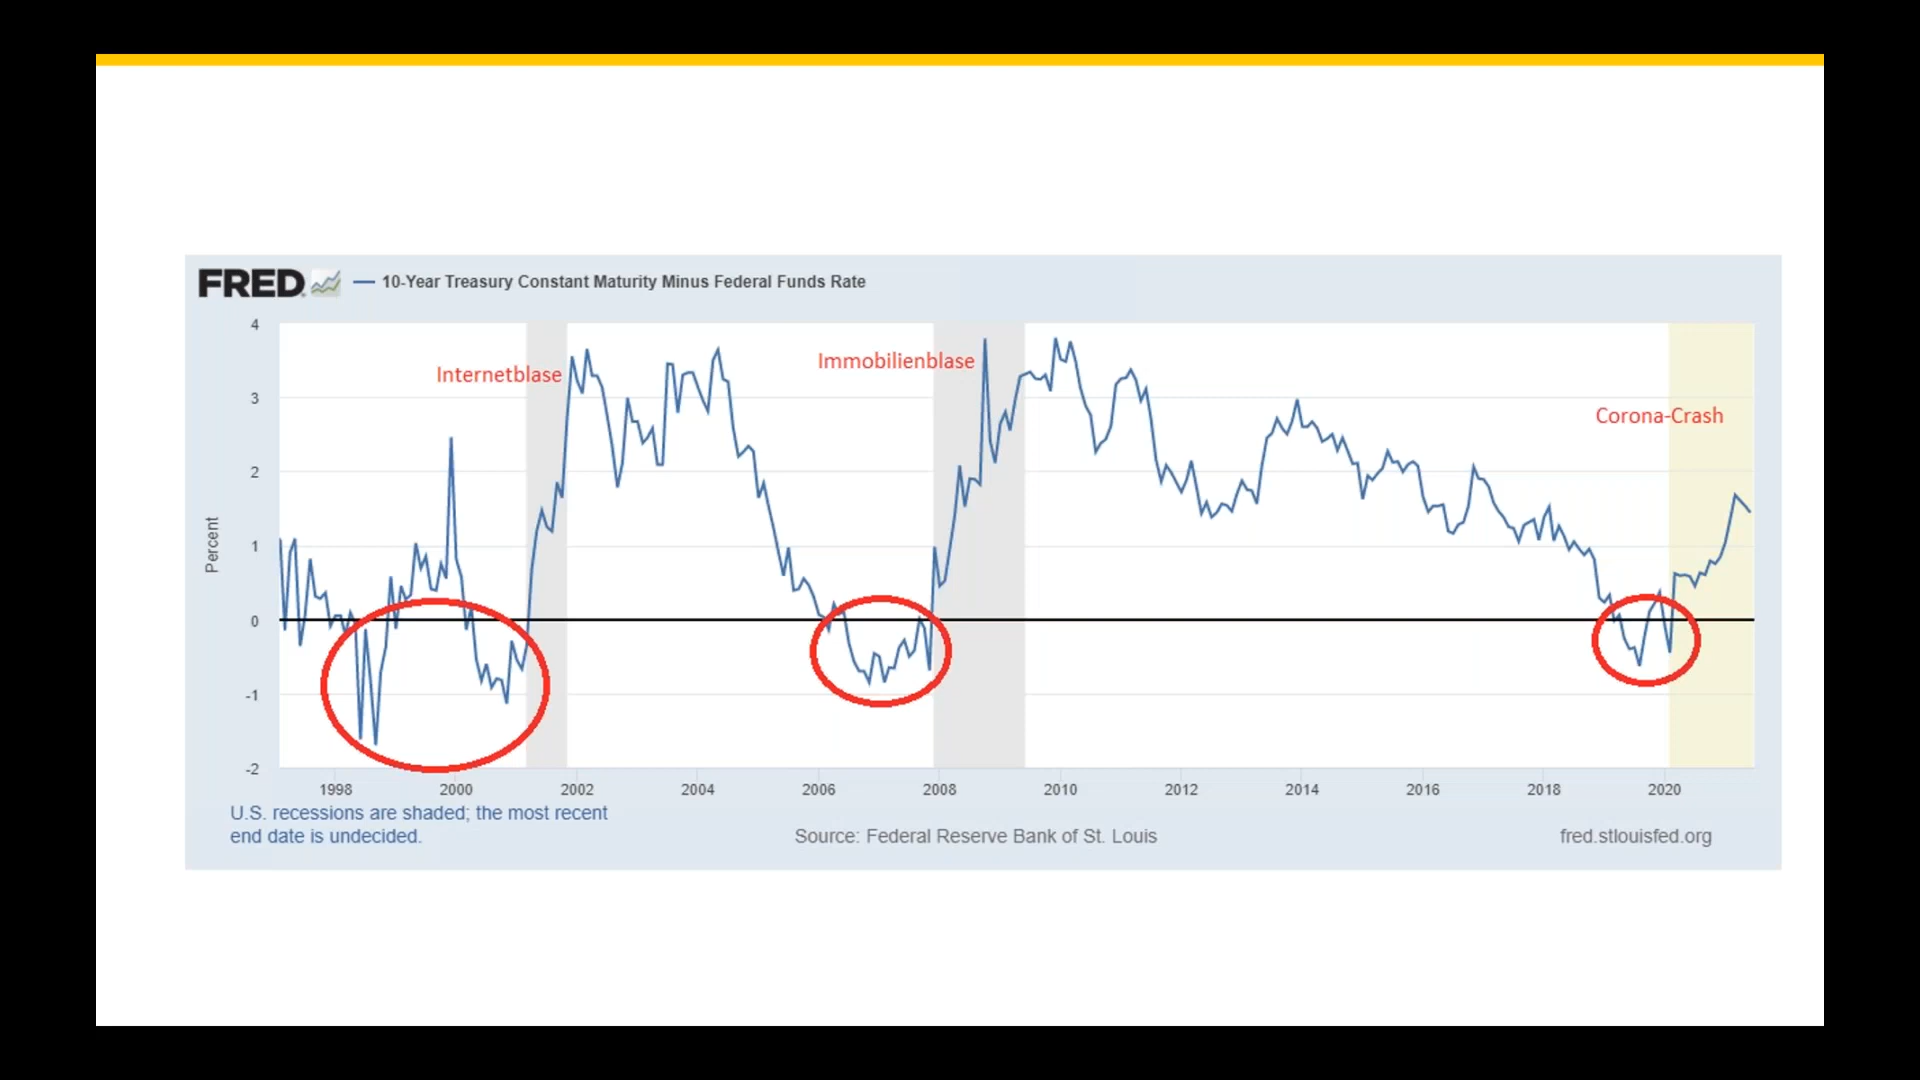 FRED
10-Year Treasury Constant Maturity Minus Federal Funds Rate
4
3
2
1
0
-1
-2
Percent
Internetblase
Immobilienblase
Corona-Crash
1998 2000 2002 2004 2006 2008 2010 2012 2014 2016 2018 2020
U.S. recessions are shaded; the most recent
end date is undecided.
Source: Federal Reserve Bank of St. Louis
fred.stlouisfed.org